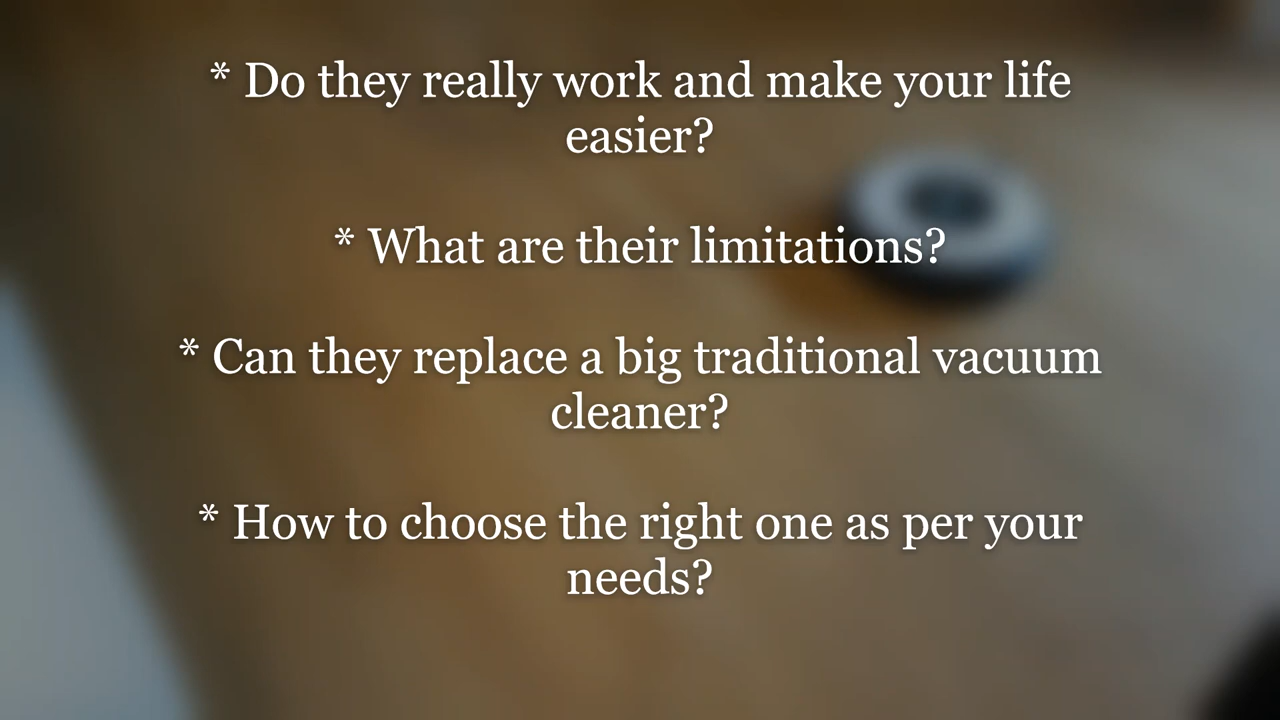 * Do they really work and make your life
easier?
* What are their limitations?
* Can they replace a big traditional vacuum
cleaner?
* How to choose the right one as per your
needs?